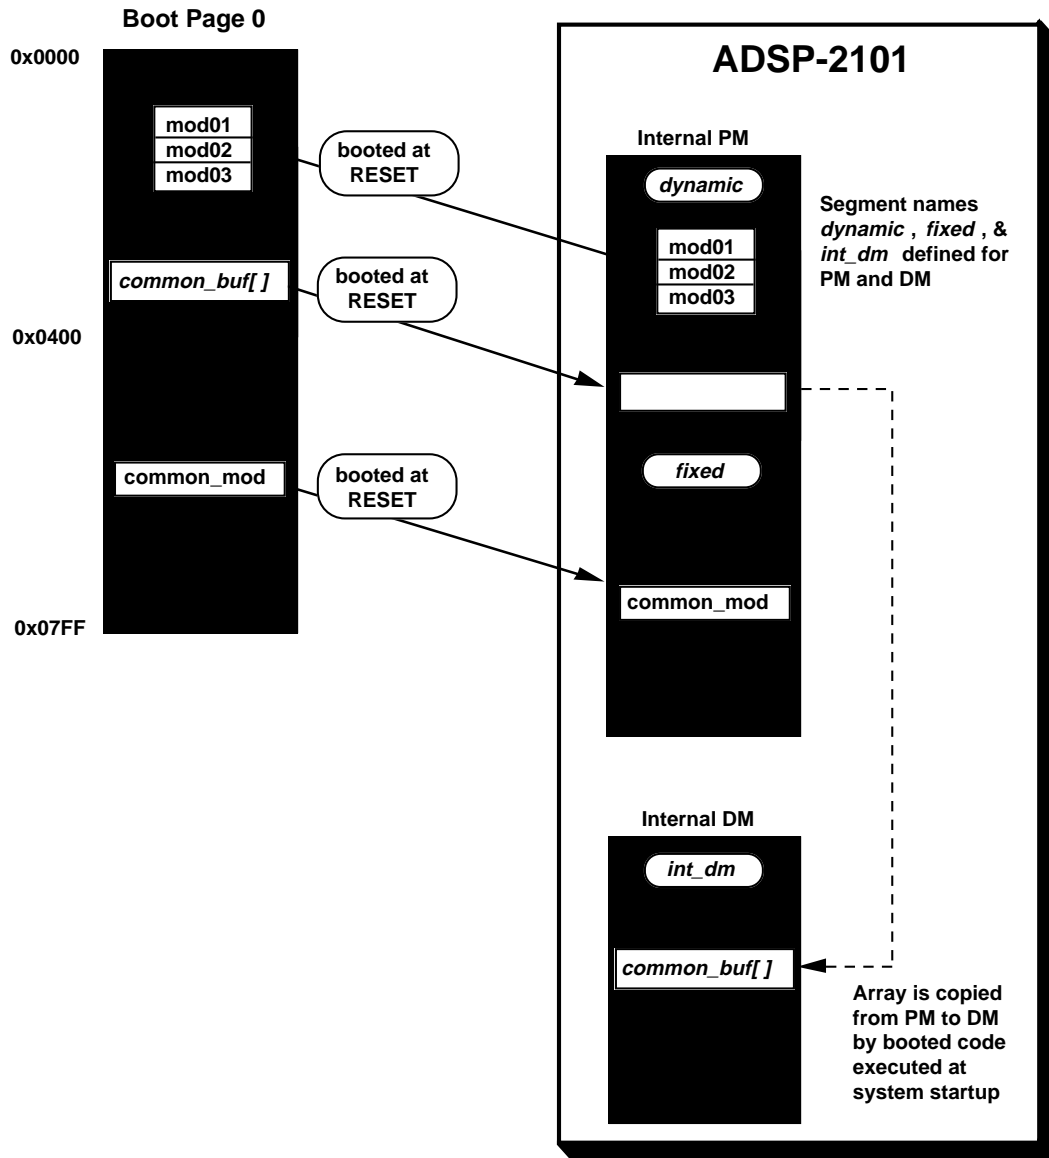 Boot Page 0
0x0000
mod01
mod02
mod03
common_buf[ ]
0x0400
common_mod
0x07FF
booted at
RESET
booted at
RESET
booted at
RESET
ADSP-2101
Internal PM
dynamic
mod01
mod02
mod03
fixed
common_mod
Segment names
dynamic , fixed , &
int_dm defined for
PM and DM
Internal DM
int_dm
common_buf[ ]
Array is copied
from PM to DM
by booted code
executed at
system startup